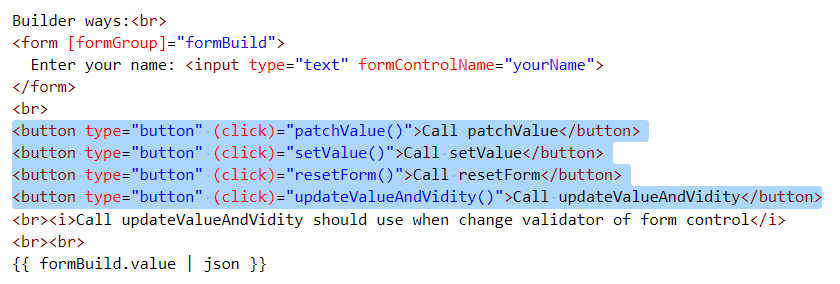 Builder ways:<br>
<form [formGroup]="formBuild">
Enter your name: <input type="text" formControlName="yourName">
</form>
<br>
<button type="button" (click)="patchValue()">Call patchValue</button>
<button type="button" (click)="setValue()">Call setValue</button>
<button type="button" (click)="resetForm()">Call resetForm</button>
<button type="button" (click)="updateValueAndVidity()">Call updateValueAndVidity</button>
<br><i>Call updateValueAndVidity should use when change validator of form control</i>
<br><br>
{{ formBuild.value | json }}